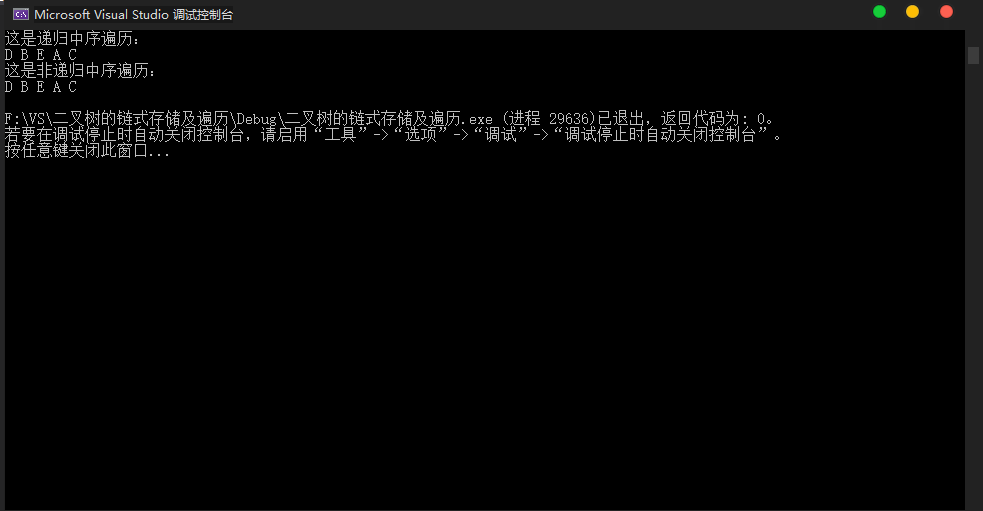 C:\
Microsoft Visual Studio 调试控制台
这是递归中序遍历:
D B E A C
这是非递归中序遍历:
D B E A C
F:\VS\二叉树的链式存储及遍历\Debug\二叉树的链式存储及遍历.exe (进程 29636)已退出，返回代码为: 0。
若要在调试停止时自动关闭控制台，请启用“工具”->“选项”->“调试”->“调试停止时自动关闭控制台”。
按任意键关闭此窗口...